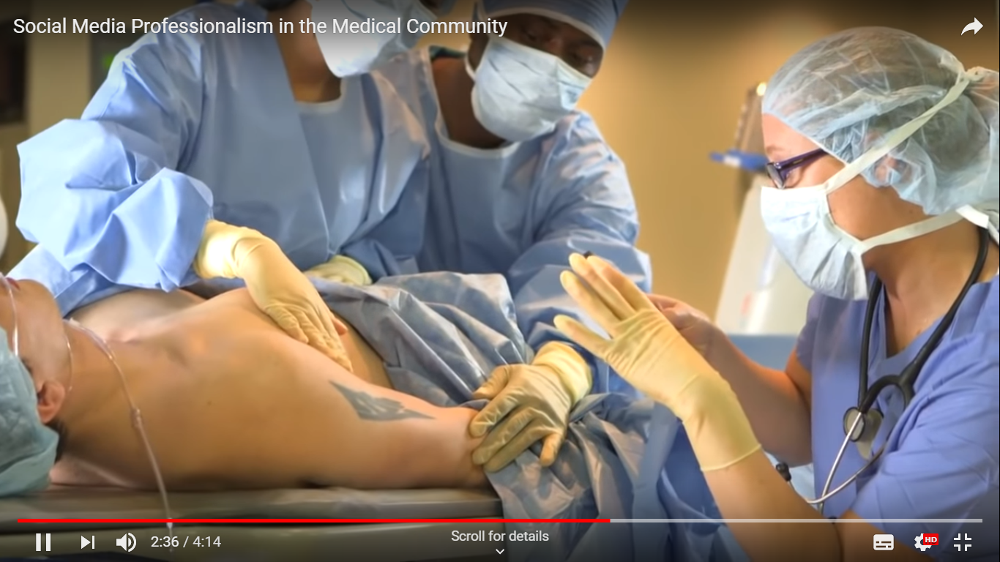 Social Media Professionalism in the Medical Community
Scroll for details
2:36 / 4:14
HD